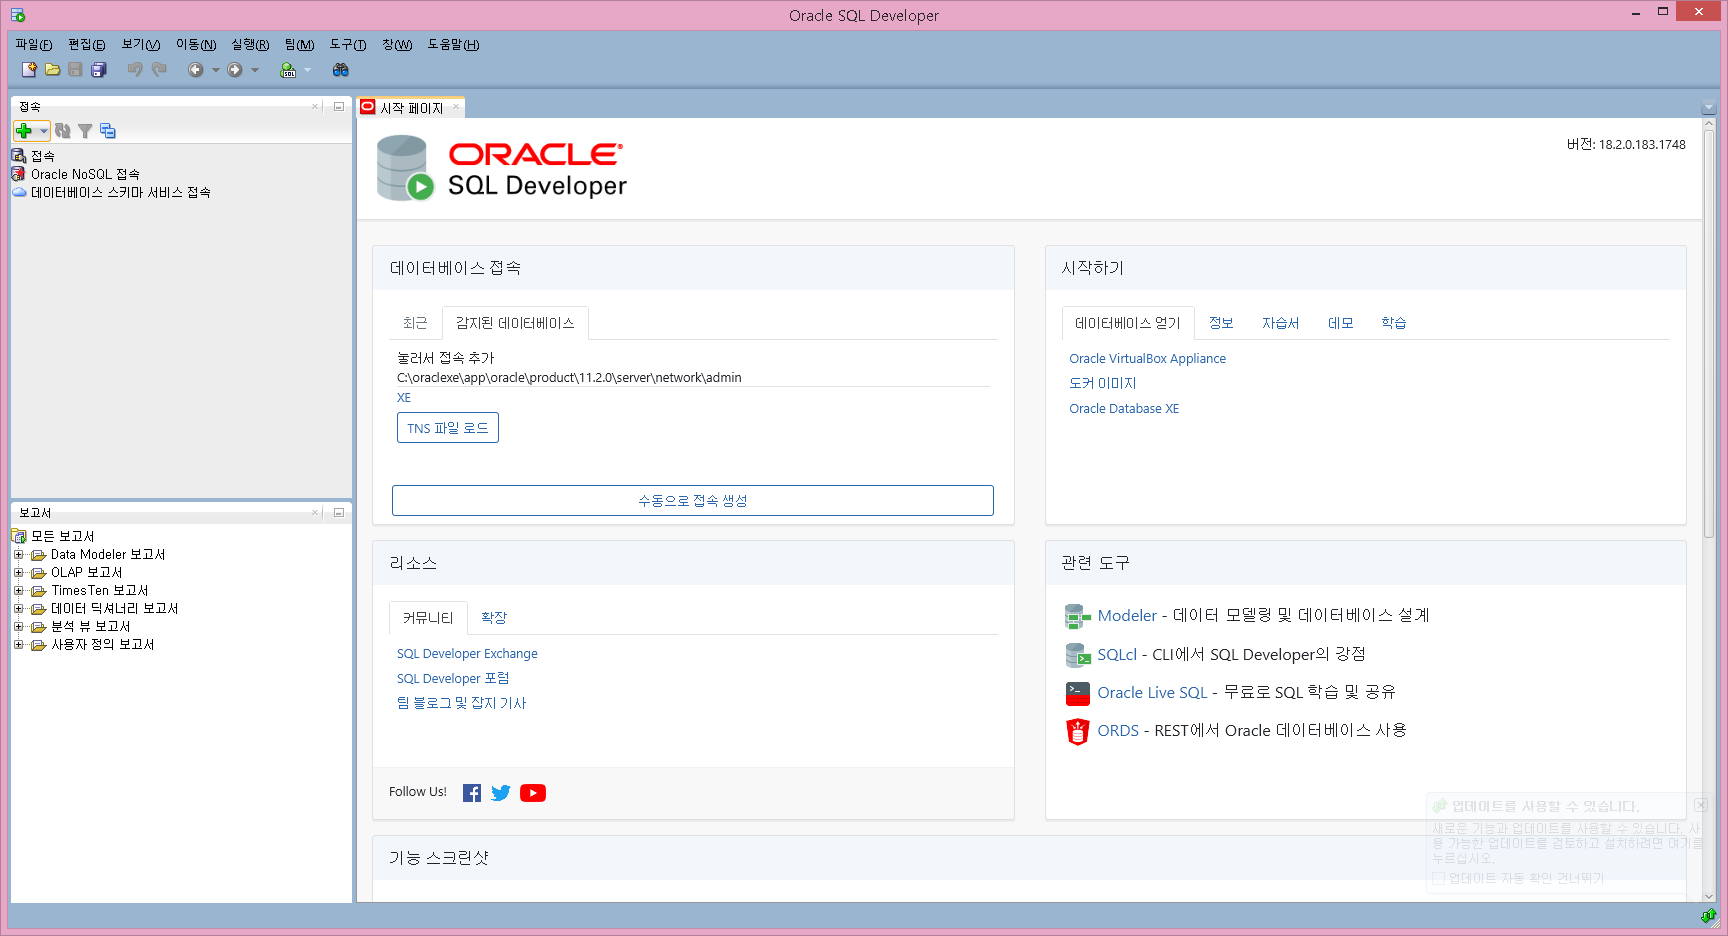 Oracle SQL Developer
파일(F) 편집(E) 보기(V) 이동(N) 실행(R) 팀(M) 도구(T) 창(W) 도움말(H)
접속
접속
Oracle NoSQL 접속
데이터베이스 스키마 서비스 접속
보고서
모든 보고서
Data Modeler 보고서
OLAP 보고서
TimesTen 보고서
데이터 딕셔너리 보고서
분석 뷰 보고서
사용자 정의 보고서
시작 페이지
ORACLE
SQL Developer
버전: 18.2.0.183.1748
데이터베이스 접속
최근 감지된 데이터베이스
눌러서 접속 추가
C:\oraclexe\app\oracle\product\11.2.0\server\network\admin
XE
TNS 파일 로드
수동으로 접속 생성
시작하기
데이터베이스 얻기 정보 자습서 데모 학습
Oracle VirtualBox Appliance
도커 이미지
Oracle Database XE
리소스
커뮤니티 확장
SQL Developer Exchange
SQL Developer 포럼
팀 블로그 및 잡지 기사
Follow Us!
관련 도구
Modeler - 데이터 모델링 및 데이터베이스 설계
SQLcl - CLI에서 SQL Developer의 강점
Oracle Live SQL - 무료로 SQL 학습 및 공유
ORDS - REST에서 Oracle 데이터베이스 사용
기능 스크린샷
업데이트를 사용할 수 있습니다.
새로운 기능과 업데이트를 사용할 수 있습니다. 사
용 가능한 업데이트를 검토하고 설치하려면 여기를
누르십시오.
업데이트 자동 확인 건너뛰기